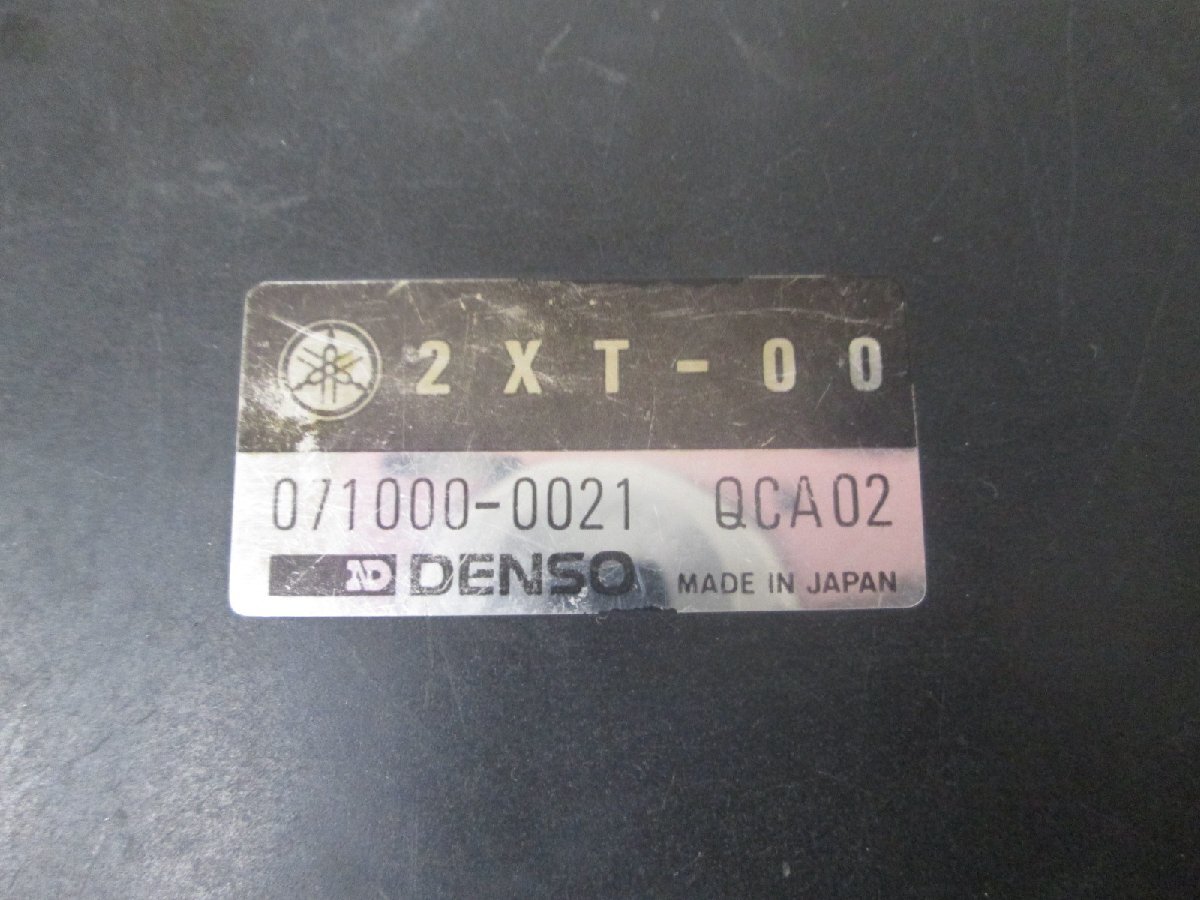 2XT-00
071000-0021 QCA02
ND DENSO MADE IN JAPAN